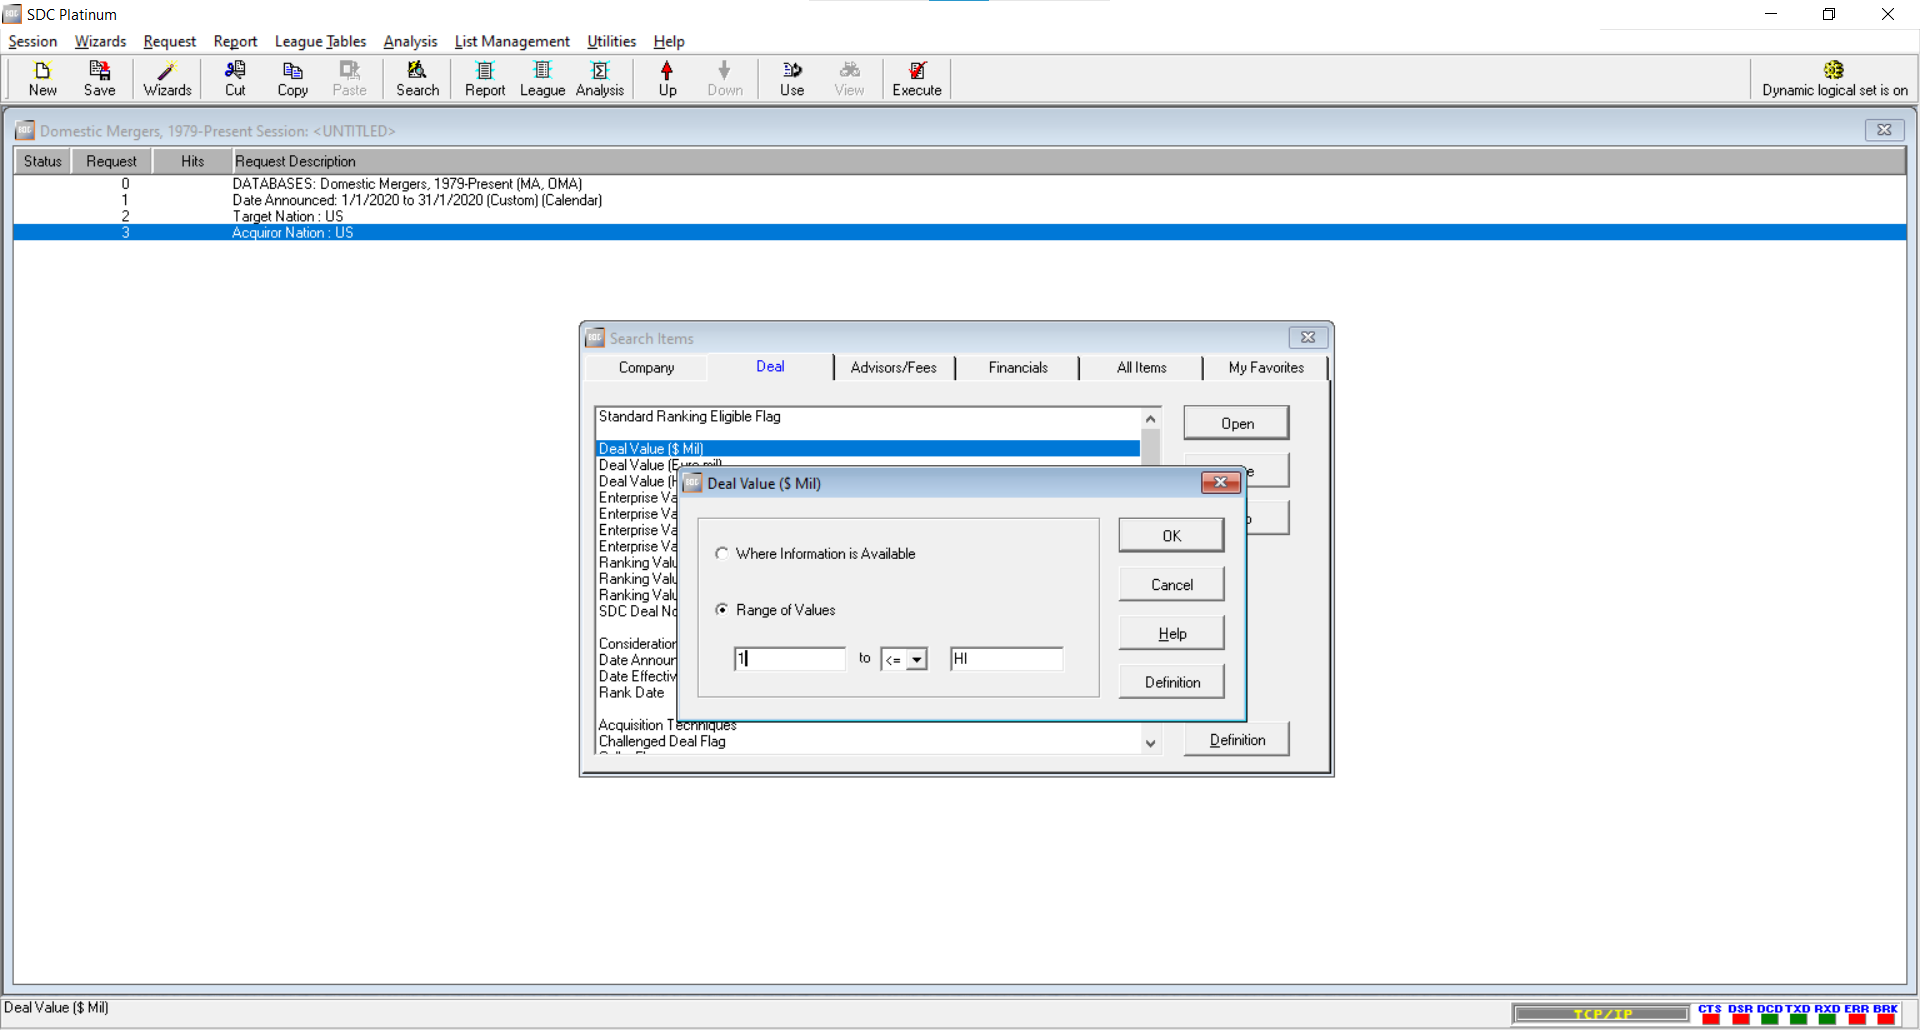 SDC Platinum
Session Wizards Request Report League Tables Analysis List Management Utilities Help
New Save Wizards Cut Copy Paste Search Report League Analysis Up Down Use View Execute Dynamic logical set is on
Domestic Mergers, 1979-Present Session: <UNTITLED>
Status Request Hits Request Description
0 DATABASES: Domestic Mergers, 1979-Present (MA, OMA)
1 Date Announced: 1/1/2020 to 31/1/2020 (Custom) (Calendar)
2 Target Nation : US
3 Acquiror Nation : US
Search Items
Company Deal Advisors/Fees Financials All Items My Favorites
Standard Ranking Eligible Flag
Open
Deal Value ($ Mil)
Deal Value (Euro mil)
Deal Value (H
Enterprise Va
Enterprise Va
Enterprise Va
Enterprise Va
Ranking Valu
Ranking Valu
Ranking Valu
SDC Deal No
Consideration
Date Announ
Date Effectiv
Rank Date
Acquisition Techniques
Challenged Deal Flag
Definition
Deal Value ($ Mil)
Where Information is Available
Range of Values
1 to <= HI
OK
Cancel
Help
Definition
Deal Value ($ Mil)
TCP/IP CTS DSR DCD TXD RXD ERR BRK